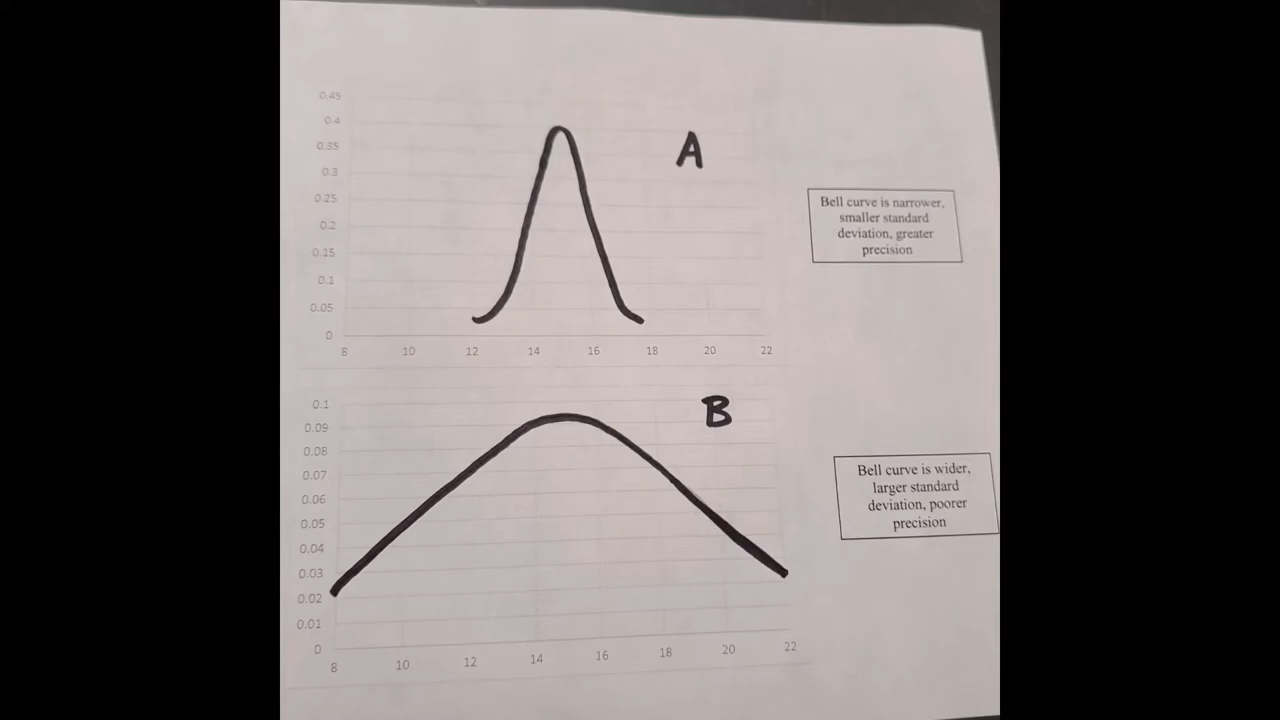 0.45
0.4
0.35
0.3
0.25
0.2
0.15
0.1
0.05
0
8 10 12 14 16 18 20 22
A
Bell curve is narrower,
smaller standard
deviation, greater
precision
0.1
0.09
0.08
0.07
0.06
0.05
0.04
0.03
0.02
0.01
0
8 10 12 14 16 18 20 22
B
Bell curve is wider,
larger standard
deviation, poorer
precision